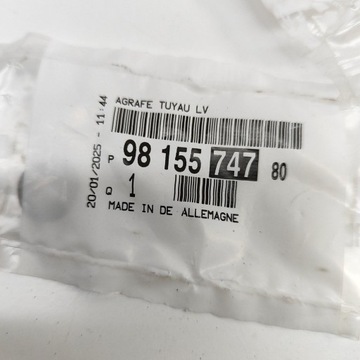 AGRAFE TUYAU LV
P 98 155 747 80
Q 1
MADE IN DE ALLEMAGNE
20/01/2025 - 11:44